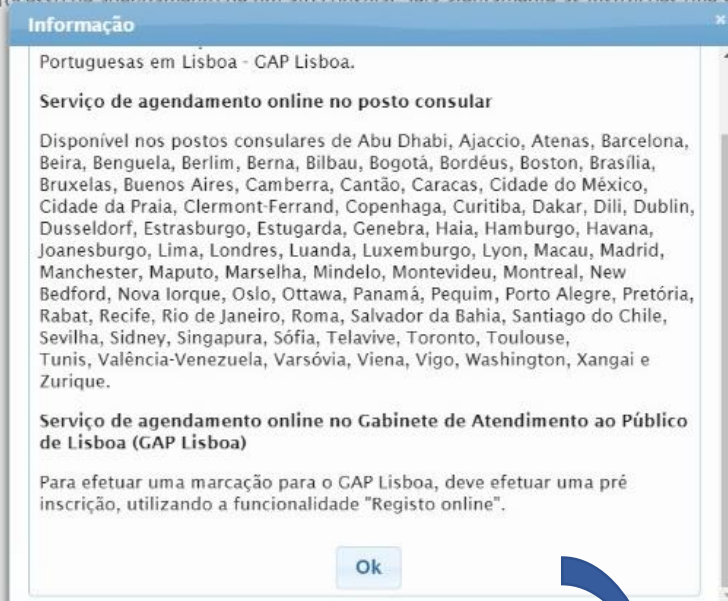 Informação
Portuguesas em Lisboa - GAP Lisboa.
Serviço de agendamento online no posto consular
Disponível nos postos consulares de Abu Dhabi, Ajaccio, Atenas, Barcelona,
Beira, Benguela, Berlim, Berna, Bilbau, Bogotá, Bordéus, Boston, Brasília,
Bruxelas, Buenos Aires, Camberra, Cantão, Caracas, Cidade do México,
Cidade da Praia, Clermont-Ferrand, Copenhaga, Curitiba, Dakar, Dili, Dublin,
Dusseldorf, Estrasburgo, Estugarda, Genebra, Haia, Hamburgo, Havana,
Joanesburgo, Lima, Londres, Luanda, Luxemburgo, Lyon, Macau, Madrid,
Manchester, Maputo, Marselha, Mindelo, Montevideu, Montreal, New
Bedford, Nova Iorque, Oslo, Ottawa, Panamá, Pequim, Porto Alegre, Pretória,
Rabat, Recife, Rio de Janeiro, Roma, Salvador da Bahia, Santiago do Chile,
Sevilha, Sidney, Singapura, Sófia, Telavive, Toronto, Toulouse,
Tunis, Valência-Venezuela, Varsóvia, Viena, Vigo, Washington, Xangai e
Zurique.
Serviço de agendamento online no Gabinete de Atendimento ao Público
de Lisboa (GAP Lisboa)
Para efetuar uma marcação para o GAP Lisboa, deve efetuar uma pré
inscrição, utilizando a funcionalidade "Registo online".
Ok